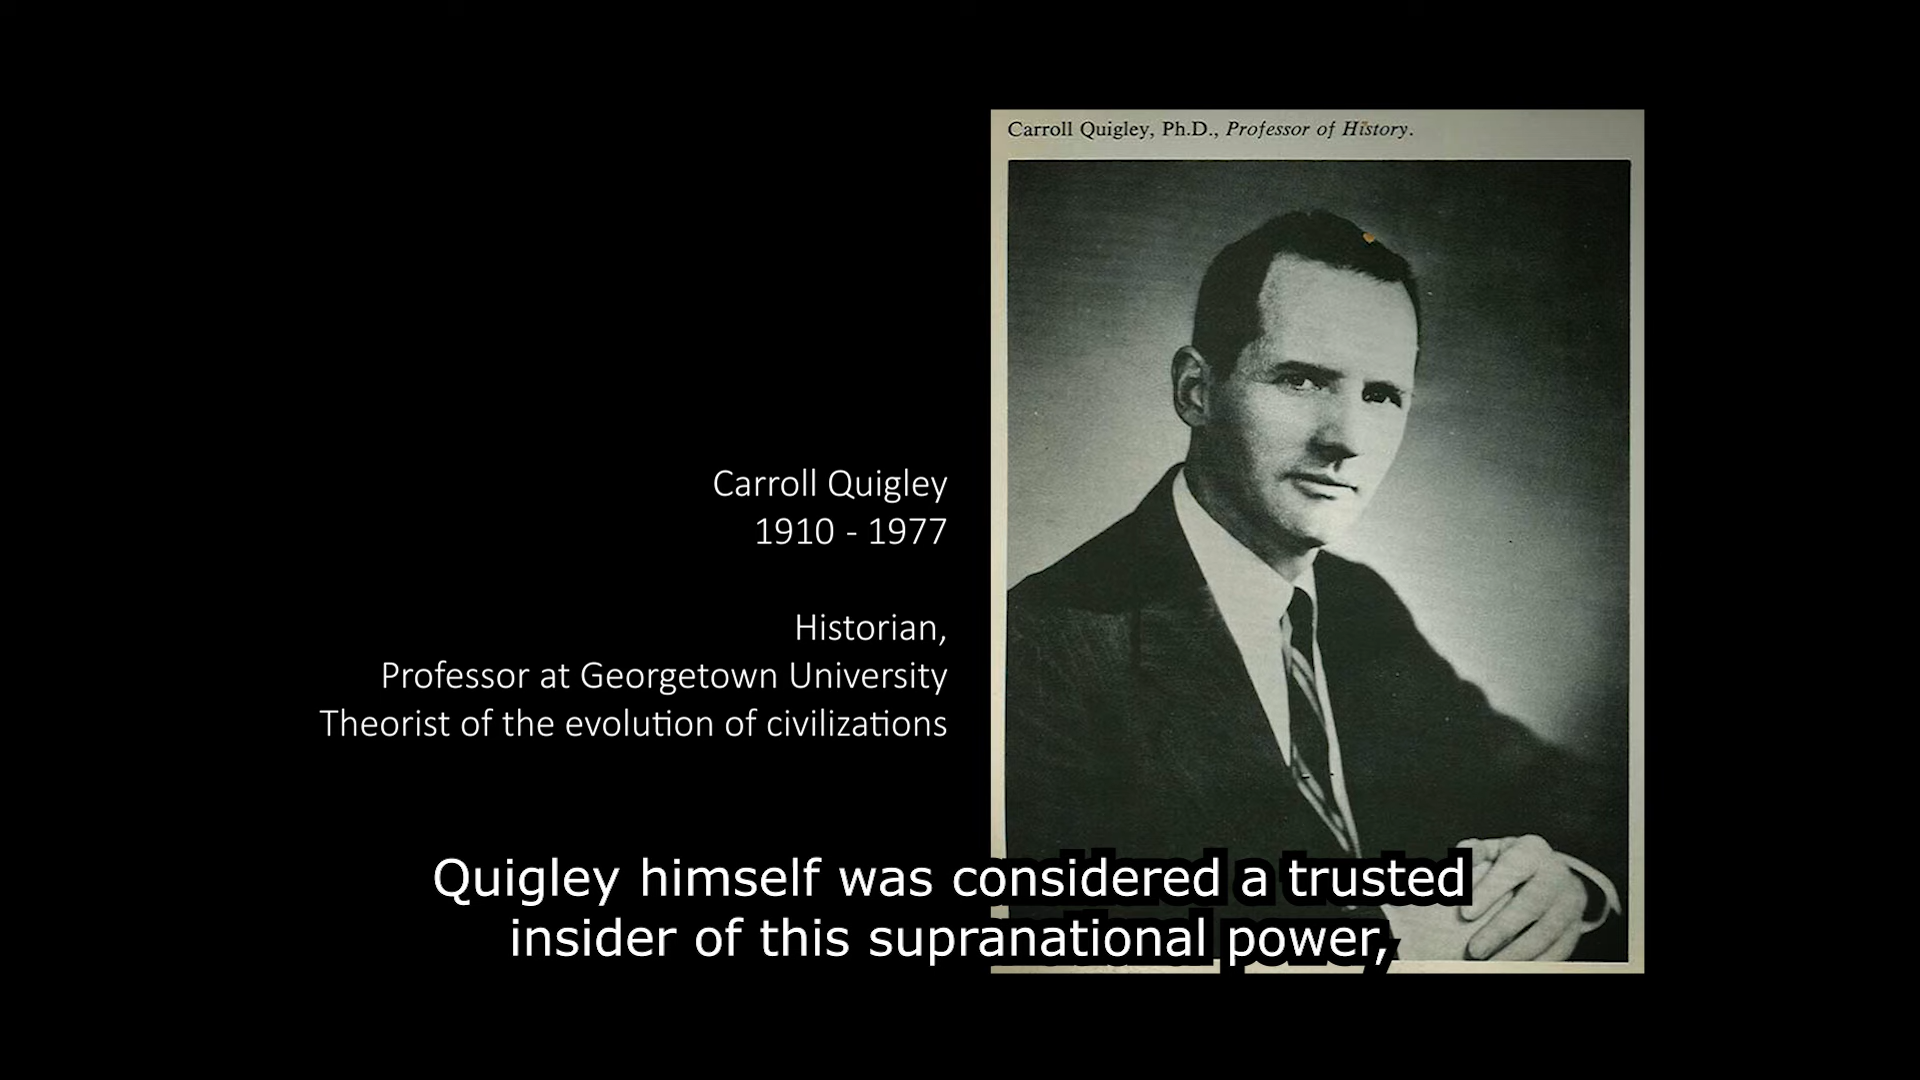 Carroll Quigley, Ph.D., Professor of History.
Carroll Quigley
1910 - 1977
Historian,
Professor at Georgetown University
Theorist of the evolution of civilizations
Quigley himself was considered a trusted
insider of this supranational power,